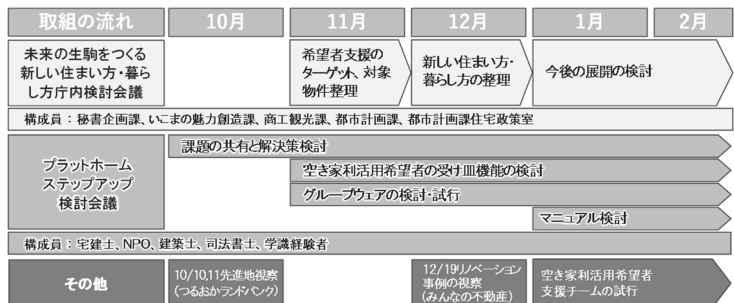 取組の流れ
10月
11月
12月
1月
2月
未来の生駒をつくる
新しい住まい方・暮ら
し方庁内検討会議
希望者支援の
ターゲット、対象
物件整理
新しい住まい方・
暮らし方の整理
今後の展開の検討
構成員：秘書企画課、いこまの魅力創造課、商工観光課、都市計画課、都市計画課住宅政策室
プラットホーム
ステップアップ
検討会議
課題の共有と解決策検討
空き家利活用希望者の受け皿機能の検討
グループウェアの検討・試行
マニュアル検討
構成員：宅建士、NPO、建築士、司法書士、学識経験者
その他
10/10,11先進地視察
（つるおかランドバンク）
12/19リノベーション
事例の視察
（みんなの不動産）
空き家利活用希望者
支援チームの試行